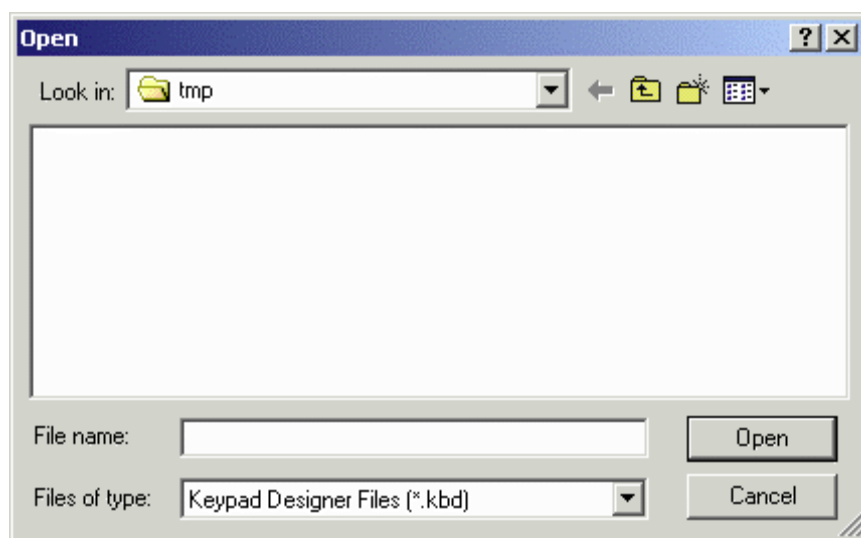 Open
Look in: tmp
File name:
Open
Files of type: Keypad Designer Files (*.kbd)
Cancel